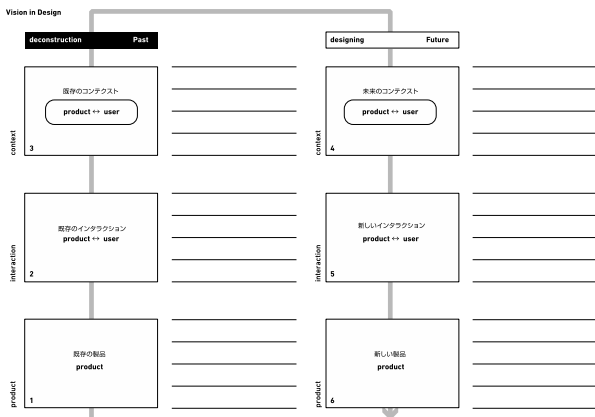 Vision in Design
deconstruction Past
designing Future
context
既存のコンテクスト
product ↔ user
3
context
未来のコンテクスト
product ↔ user
4
interaction
既存のインタラクション
product ↔ user
2
interaction
新しいインタラクション
product ↔ user
5
product
既存の製品
product
1
product
新しい製品
product
6